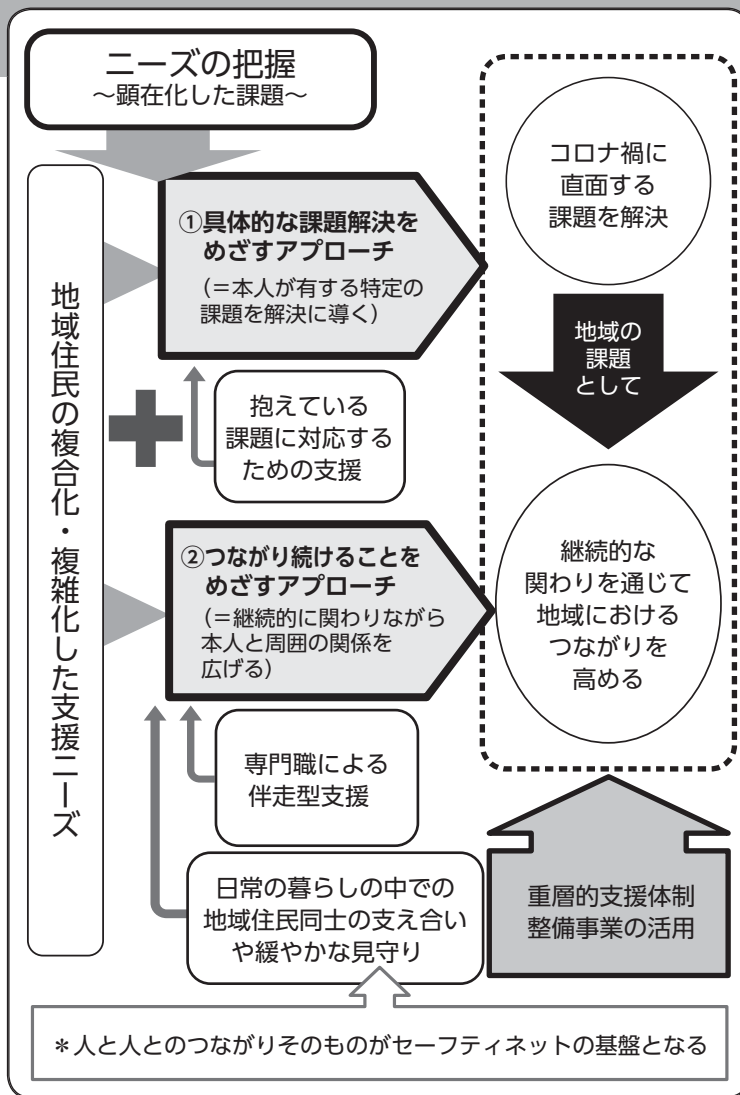 ニーズの把握
～顕在化した課題～
地域住民の複合化・複雑化した支援ニーズ
①具体的な課題解決を
めざすアプローチ
（＝本人が有する特定の
課題を解決に導く）
抱えている
課題に対応する
ための支援
②つながり続けることを
めざすアプローチ
（＝継続的に関わりながら
本人と周囲の関係を
広げる）
専門職による
伴走型支援
日常の暮らしの中での
地域住民同士の支え合い
や緩やかな見守り
コロナ禍に
直面する
課題を解決
地域の
課題
として
継続的な
関わりを通じて
地域における
つながりを
高める
重層的支援体制
整備事業の活用
＊人と人とのつながりそのものがセーフティネットの基盤となる